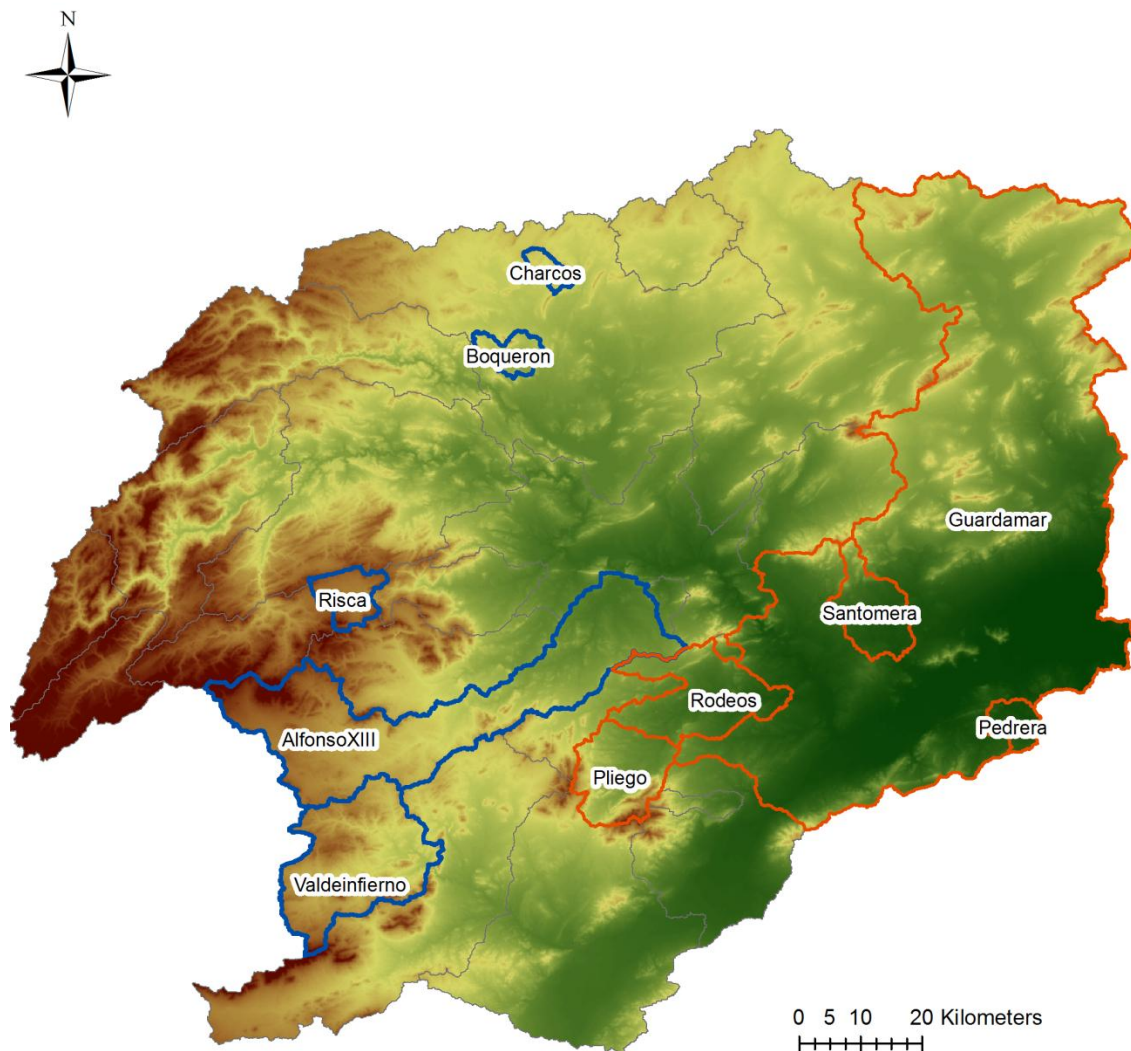 N
Charcos
Boqueron
Guardamar
Risca
Santomera
Rodeos
Pedrera
AlfonsoXIII
Pliego
Valdeinfierno
0 5 10 20 Kilometers